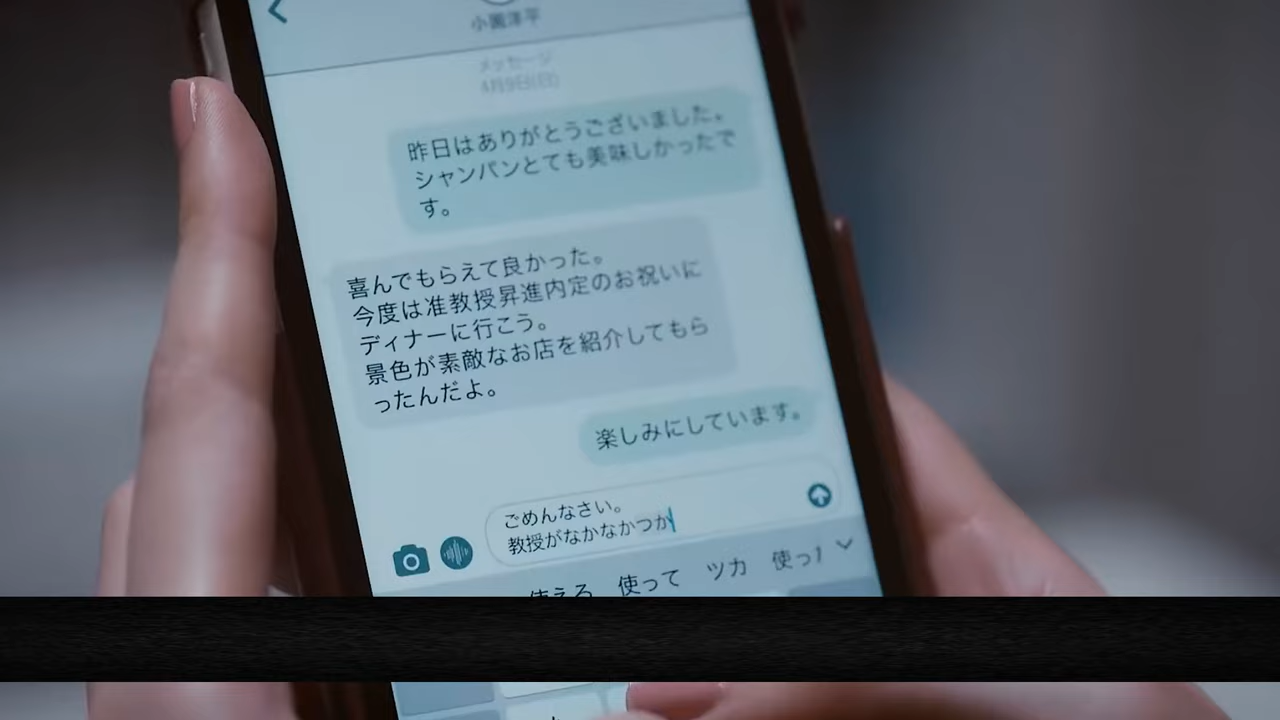 小園洋平
メッセージ
4月9日(日)
昨日はありがとうございました。
シャンパンとても美味しかったで
す。
喜んでもらえて良かった。
今度は准教授昇進内定のお祝いに
ディナーに行こう。
景色が素敵なお店を紹介してもら
ったんだよ。
楽しみにしています。
ごめんなさい。
教授がなかなかつか
使える 使って ツカ 使っ